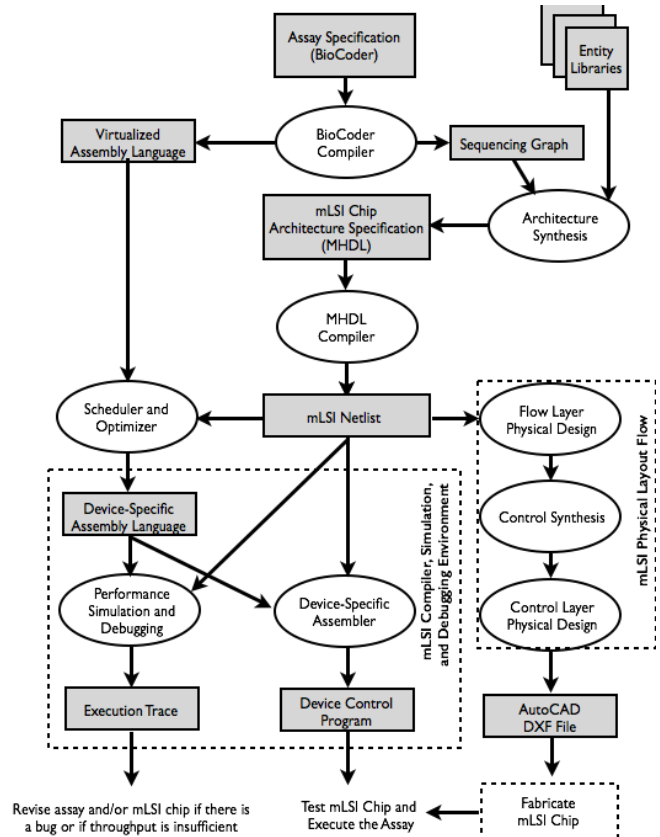 Assay Specification
(BioCoder)
Entity
Libraries
Virtualized
Assembly Language
BioCoder
Compiler
Sequencing Graph
mLSI Chip
Architecture Specification
(MHDL)
Architecture
Synthesis
MHDL
Compiler
Scheduler and
Optimizer
mLSI Netlist
Flow Layer
Physical Design
Device-Specific
Assembly Language
Control Synthesis
Performance
Simulation and
Debugging
Device-Specific
Assembler
Control Layer
Physical Design
mLSI Compiler, Simulation,
and Debugging Environment
mLSI Physical Layout Flow
Execution Trace
Device Control
Program
AutoCAD
DXF File
Revise assay and/or mLSI chip if there is
a bug or if throughput is insufficient
Test mLSI Chip and
Execute the Assay
Fabricate
mLSI Chip